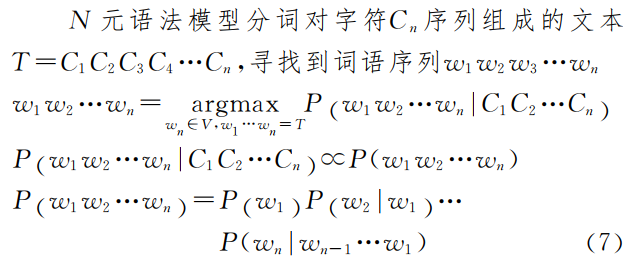 N 元语法模型分词对字符Cₙ序列组成的文本
T=C₁C₂C₃C₄⋯Cₙ,寻找到词语序列w₁w₂w₃⋯wₙ
w₁w₂⋯wₙ= argmax P(w₁w₂⋯wₙ|C₁C₂⋯Cₙ)
wₙ∈V,w₁⋯wₙ=T
P(w₁w₂⋯wₙ|C₁C₂⋯Cₙ)∝P(w₁w₂⋯wₙ)
P(w₁w₂⋯wₙ)=P(w₁)P(w₂|w₁)⋯
P(wₙ|wₙ₋₁⋯w₁) (7)